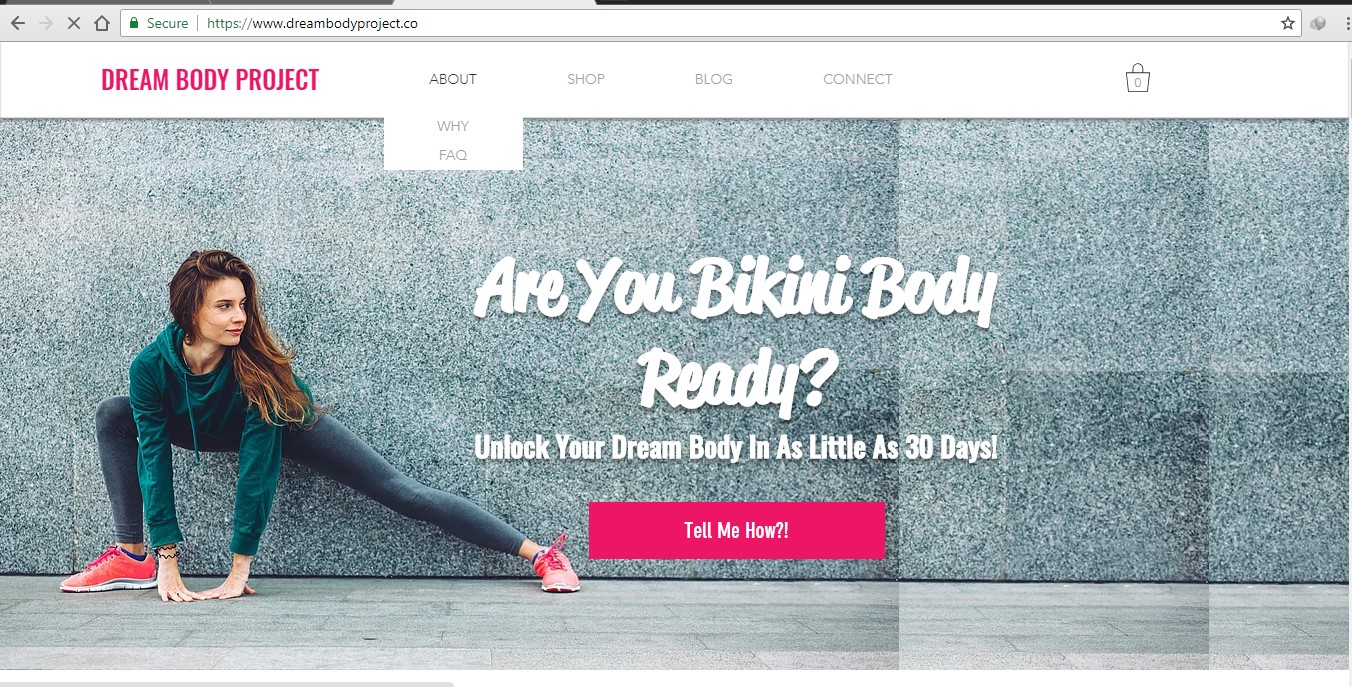 Secure https://www.dreambodyproject.co
DREAM BODY PROJECT ABOUT SHOP BLOG CONNECT 0
WHY
FAQ
Are You Bikini Body
Ready?
Unlock Your Dream Body In As Little As 30 Days!
Tell Me How?!